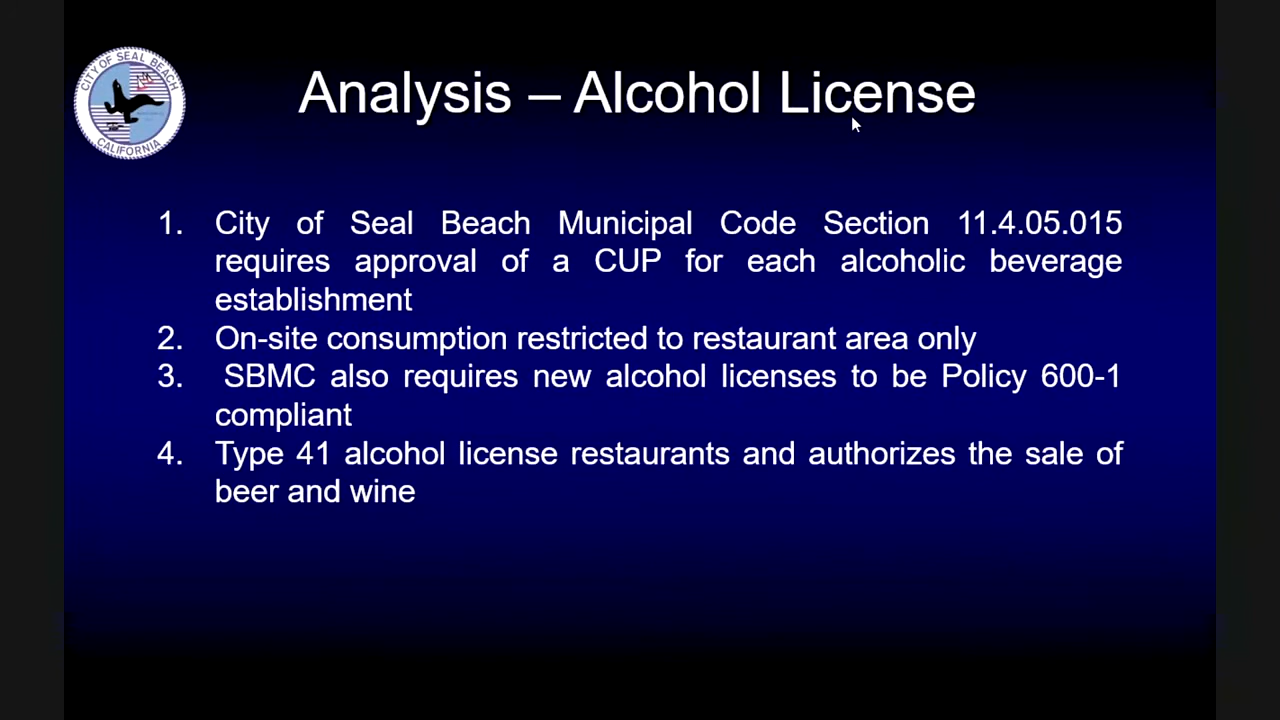 CITY OF SEAL BEACH
CALIFORNIA
Analysis – Alcohol License
1. City of Seal Beach Municipal Code Section 11.4.05.015
requires approval of a CUP for each alcoholic beverage
establishment
2. On-site consumption restricted to restaurant area only
3. SBMC also requires new alcohol licenses to be Policy 600-1
compliant
4. Type 41 alcohol license restaurants and authorizes the sale of
beer and wine